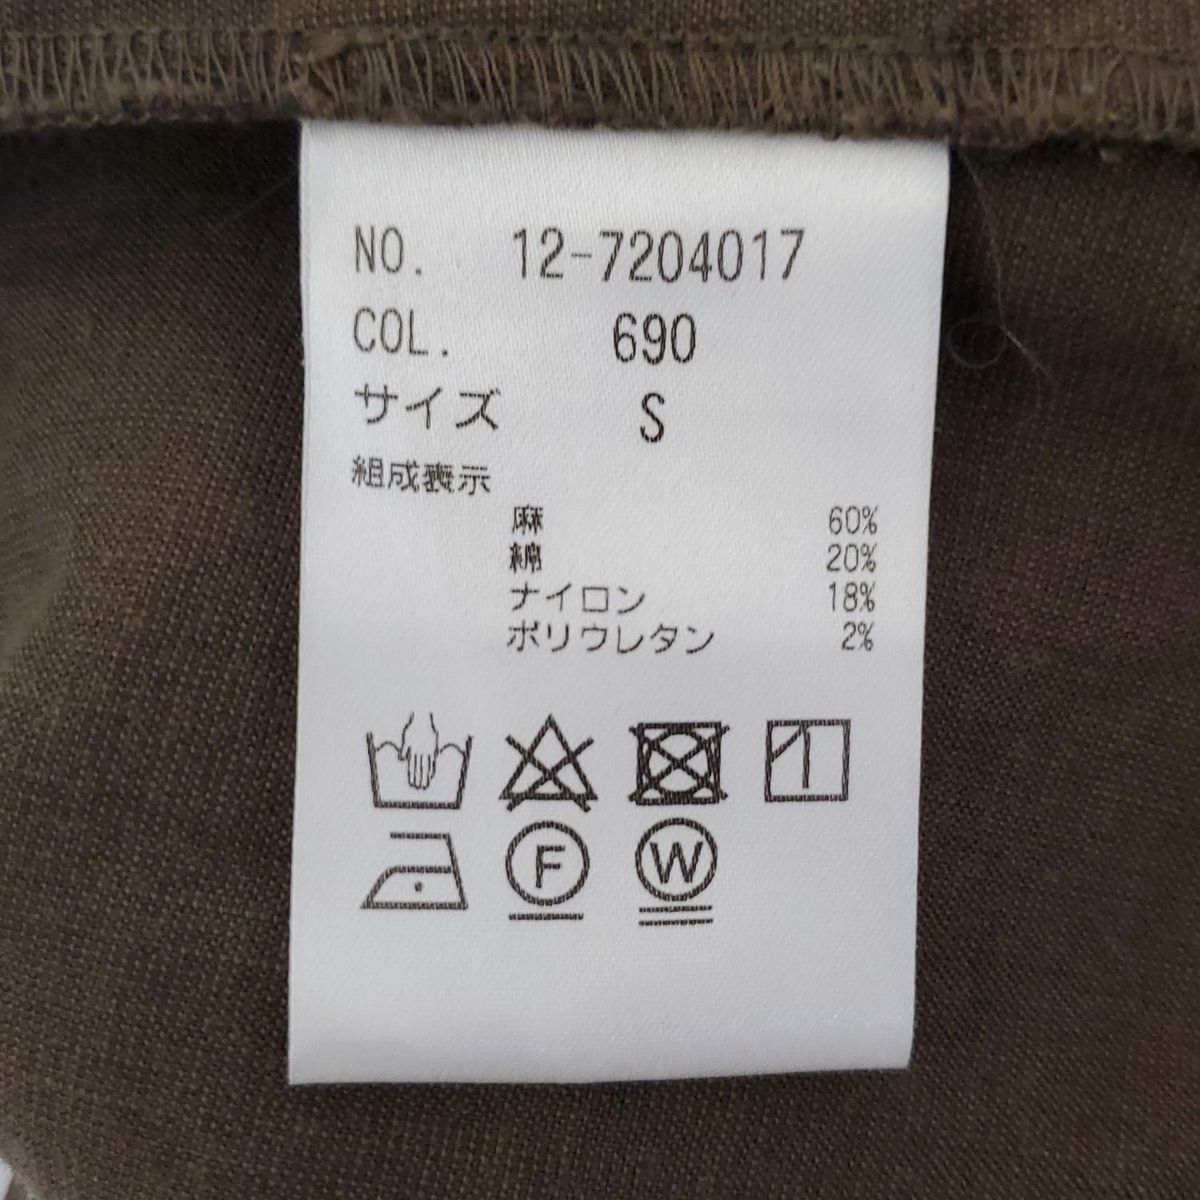 NO. 12-7204017
COL. 690
サイズ S
組成表示
麻 60%
綿 20%
ナイロン 18%
ポリウレタン 2%
F W